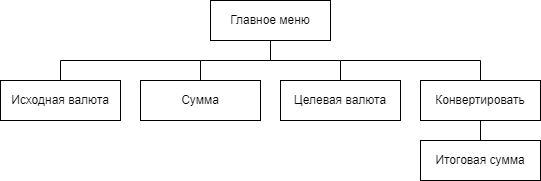 Главное меню
Исходная валюта
Сумма
Целевая валюта
Конвертировать
Итоговая сумма